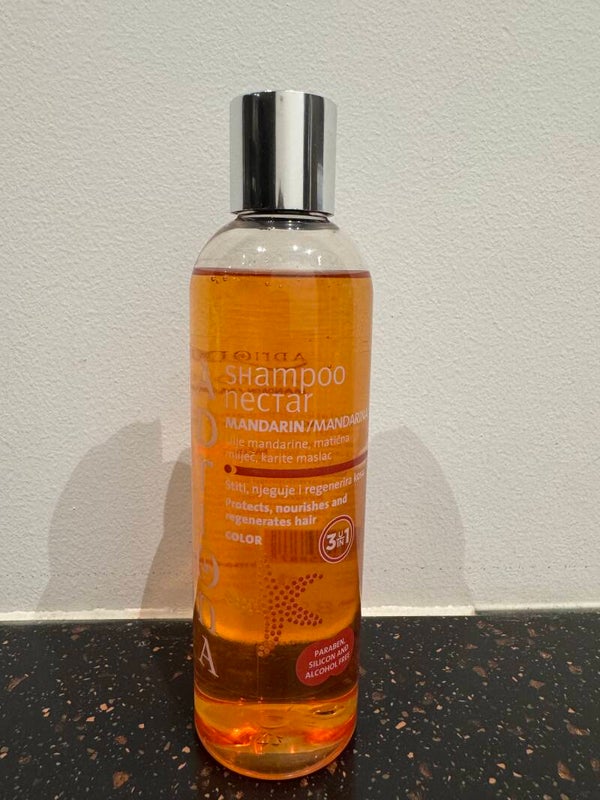 sHampoo
necTar
MANDARIN/MANDARINA
Ulje mandarine, matična
mliječ, karite maslac
Štiti, njeguje i regenerira kosu
Protects, nourishes and
regenerates hair
COLOR
3 U IN 1
PARABEN,
SILICON AND
ALCOHOL FREE